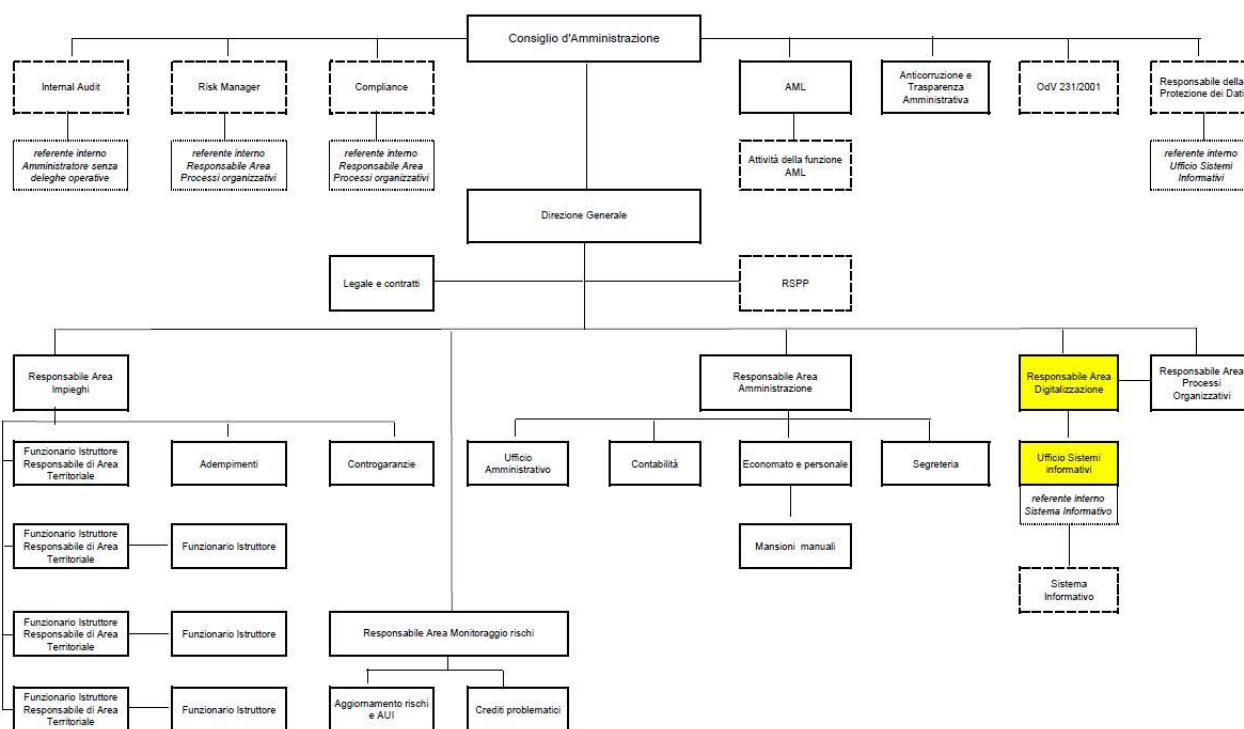 Consiglio d'Amministrazione
Internal Audit
Risk Manager
Compliance
AML
Anticorruzione e
Trasparenza
Amministrativa
OdV 231/2001
Responsabile della
Protezione dei Dati
referente interno
Amministratore senza
deleghe operative
referente interno
Responsabile Area
Processi organizzativi
referente interno
Responsabile Area
Processi organizzativi
Attività della funzione
AML
referente interno
Ufficio Sistemi
Informativi
Direzione Generale
Legale e contratti
RSPP
Responsabile Area
Impieghi
Responsabile Area
Amministrazione
Responsabile Area
Digitalizzazione
Responsabile Area
Processi
Organizzativi
Funzionario Istruttore
Responsabile di Area
Territoriale
Adempimenti
Controgaranzie
Ufficio
Amministrativo
Contabilità
Economato e personale
Segreteria
Ufficio Sistemi
informativi
referente interno
Sistema Informativo
Funzionario Istruttore
Responsabile di Area
Territoriale
Funzionario Istruttore
Mansioni manuali
Sistema
Informativo
Funzionario Istruttore
Responsabile di Area
Territoriale
Funzionario Istruttore
Responsabile Area Monitoraggio rischi
Funzionario Istruttore
Responsabile di Area
Territoriale
Funzionario Istruttore
Aggiornamento rischi
e AUI
Crediti problematici